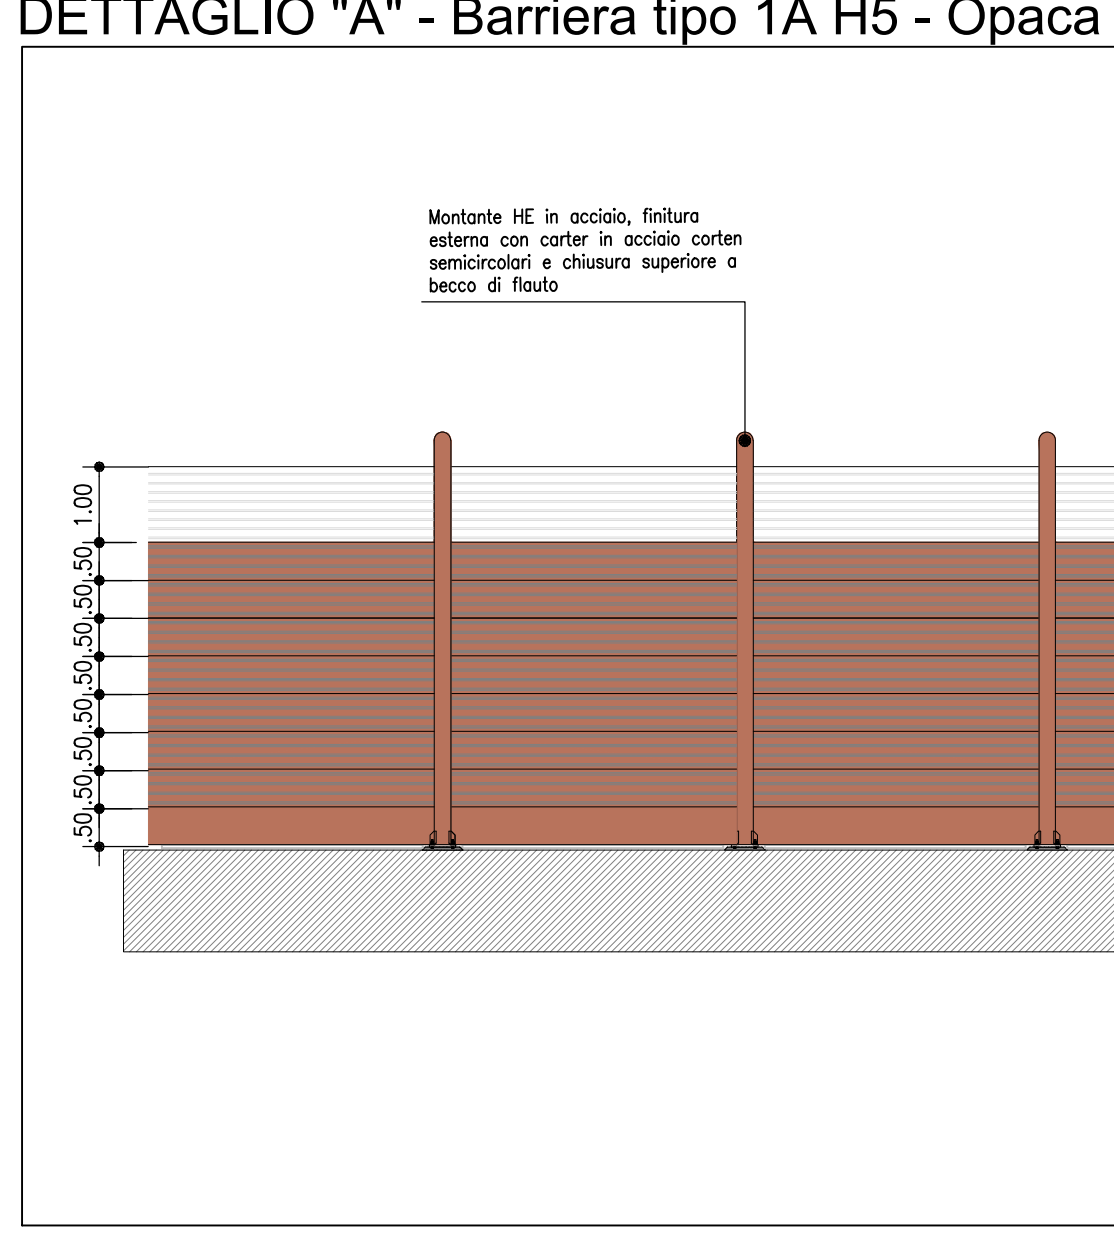 DETTAGLIO "A" - Barriera tipo 1A H5 - Opaca
Montante HE in acciaio, finitura
esterna con carter in acciaio corten
semicircolari e chiusura superiore a
becco di flauto
1.00
.50
.50
.50
.50
.50
.50
.50
.50